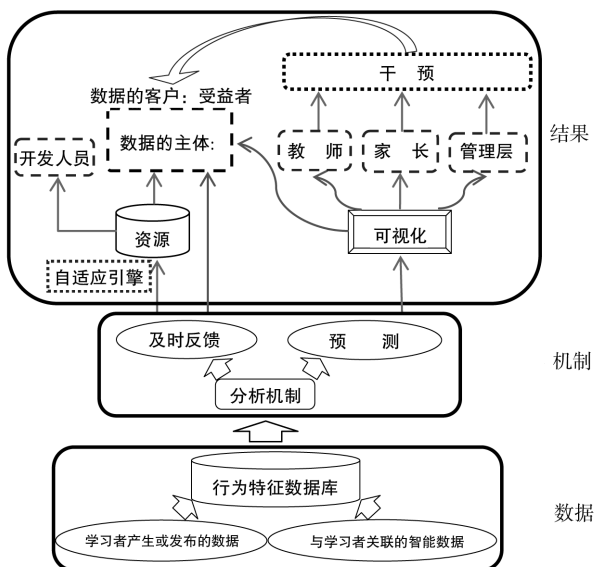 干 预
数据的客户：受益者
数据的主体:
开发人员
教 师
家 长
管理层
结果
资源
可视化
自适应引擎
及时反馈
预 测
机制
分析机制
行为特征数据库
数据
学习者产生或发布的数据
与学习者关联的智能数据